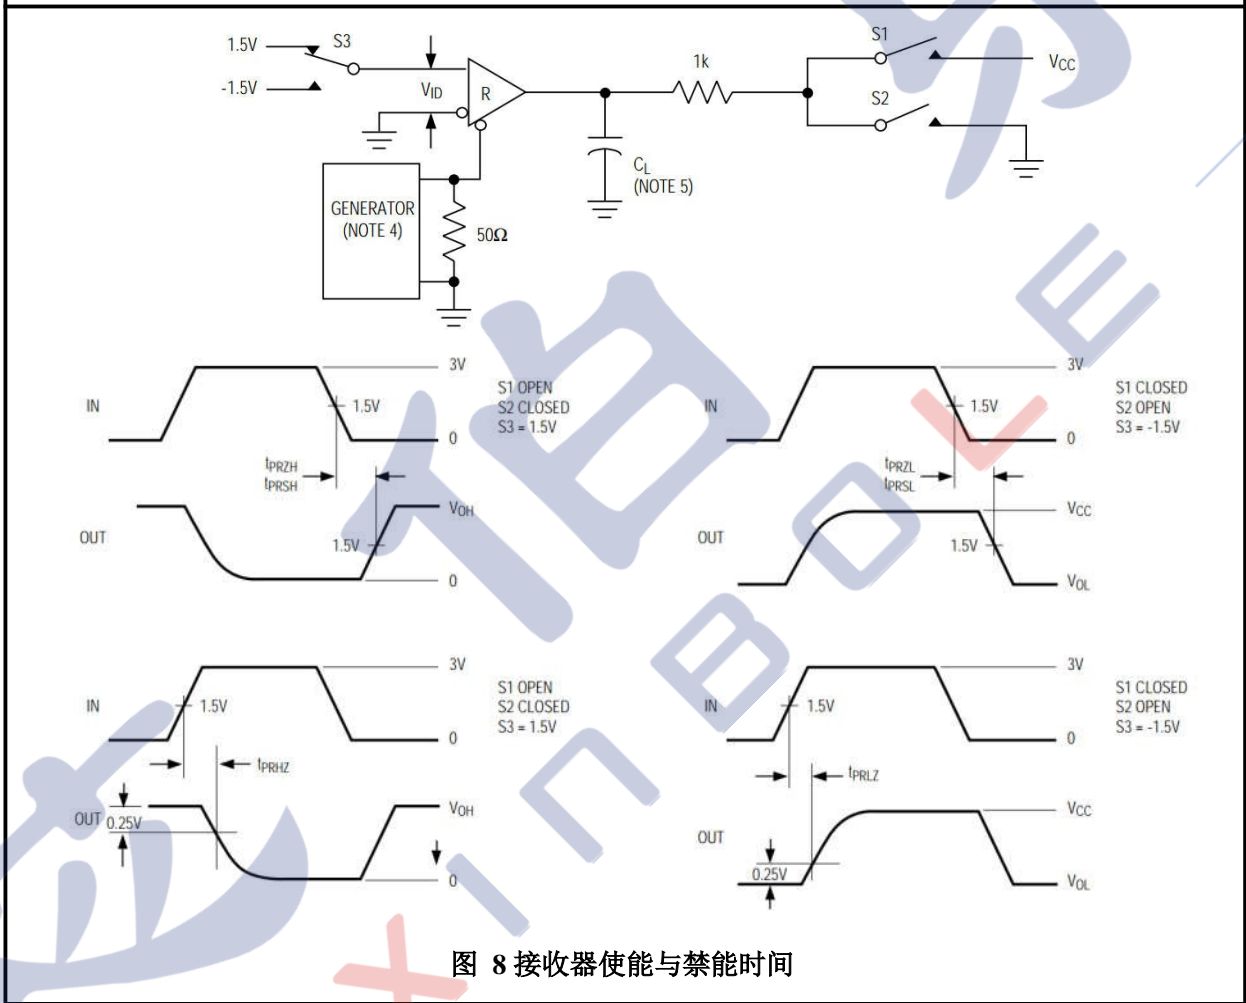 1.5V
S3
-1.5V
VID
R
1k
S1
VCC
S2
CL
(NOTE 5)
GENERATOR
(NOTE 4)
50Ω
IN
3V
1.5V
0
S1 OPEN
S2 CLOSED
S3 = 1.5V
tPRZH
tPRSH
OUT
VOH
1.5V
0
IN
3V
1.5V
0
S1 CLOSED
S2 OPEN
S3 = -1.5V
tPRZL
tPRSL
OUT
VCC
1.5V
VOL
IN
3V
1.5V
0
S1 OPEN
S2 CLOSED
S3 = 1.5V
tPRHZ
OUT
0.25V
VOH
0
IN
3V
1.5V
0
S1 CLOSED
S2 OPEN
S3 = -1.5V
tPRLZ
OUT
0.25V
VCC
VOL
图 8 接收器使能与禁能时间
XINBOLE